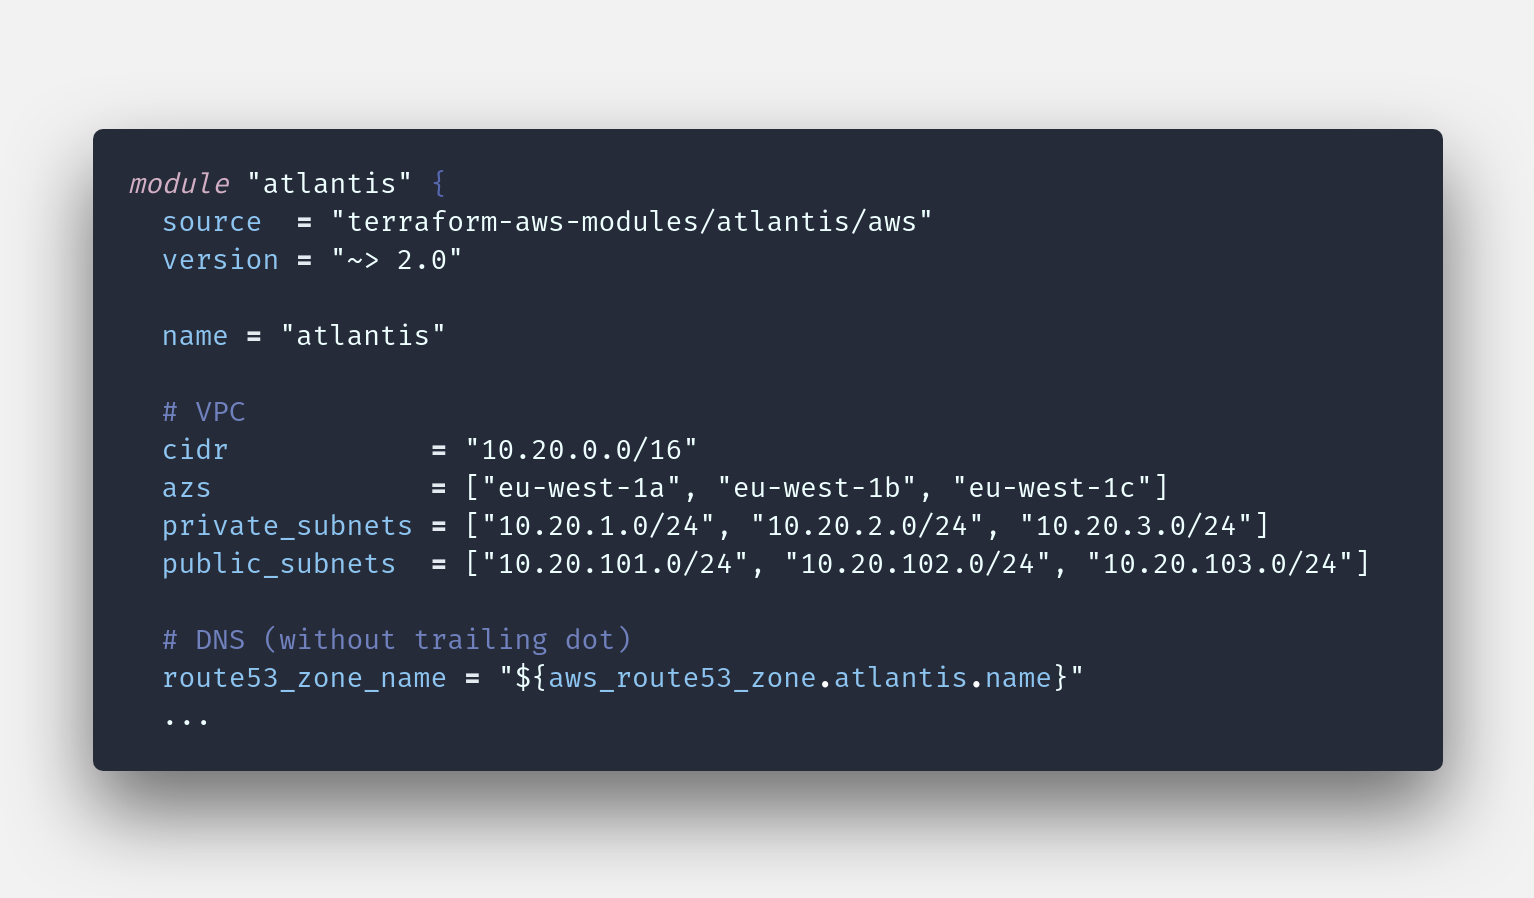 module "atlantis" {
  source  = "terraform-aws-modules/atlantis/aws"
  version = "~> 2.0"

  name = "atlantis"

  # VPC
  cidr            = "10.20.0.0/16"
  azs             = ["eu-west-1a", "eu-west-1b", "eu-west-1c"]
  private_subnets = ["10.20.1.0/24", "10.20.2.0/24", "10.20.3.0/24"]
  public_subnets  = ["10.20.101.0/24", "10.20.102.0/24", "10.20.103.0/24"]

  # DNS (without trailing dot)
  route53_zone_name = "${aws_route53_zone.atlantis.name}"
  ...